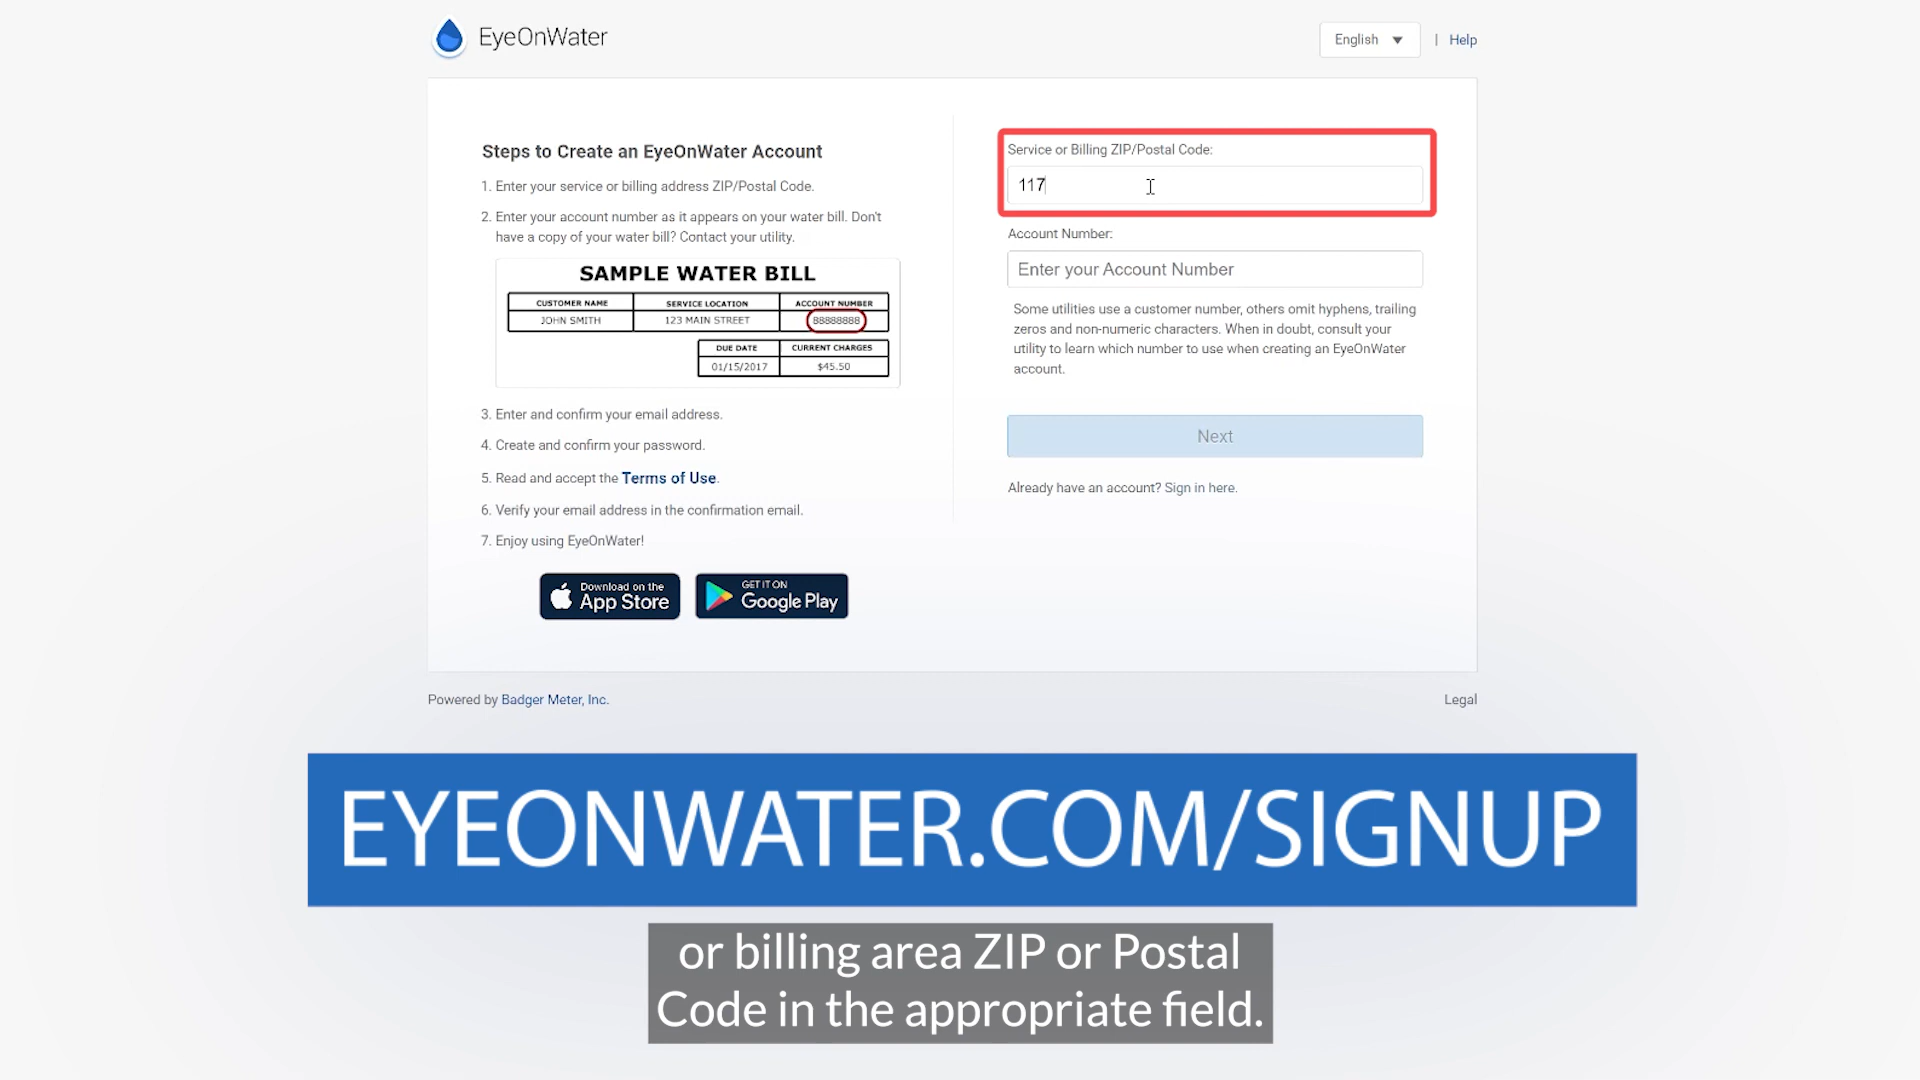 EyeOnWater
English
|
Help
Steps to Create an EyeOnWater Account
1. Enter your service or billing address ZIP/Postal Code.
2. Enter your account number as it appears on your water bill. Don't
have a copy of your water bill? Contact your utility.
SAMPLE WATER BILL
CUSTOMER NAME
SERVICE LOCATION
ACCOUNT NUMBER
JOHN SMITH
123 MAIN STREET
88888888
DUE DATE
CURRENT CHARGES
01/15/2017
$45.50
3. Enter and confirm your email address.
4. Create and confirm your password.
5. Read and accept the Terms of Use.
6. Verify your email address in the confirmation email.
7. Enjoy using EyeOnWater!
Download on the
App Store
GET IT ON
Google Play
Service or Billing ZIP/Postal Code:
117
Account Number:
Enter your Account Number
Some utilities use a customer number, others omit hyphens, trailing
zeros and non-numeric characters. When in doubt, consult your
utility to learn which number to use when creating an EyeOnWater
account.
Next
Already have an account? Sign in here.
Powered by Badger Meter, Inc.
Legal
EYEONWATER.COM/SIGNUP
or billing area ZIP or Postal
Code in the appropriate field.